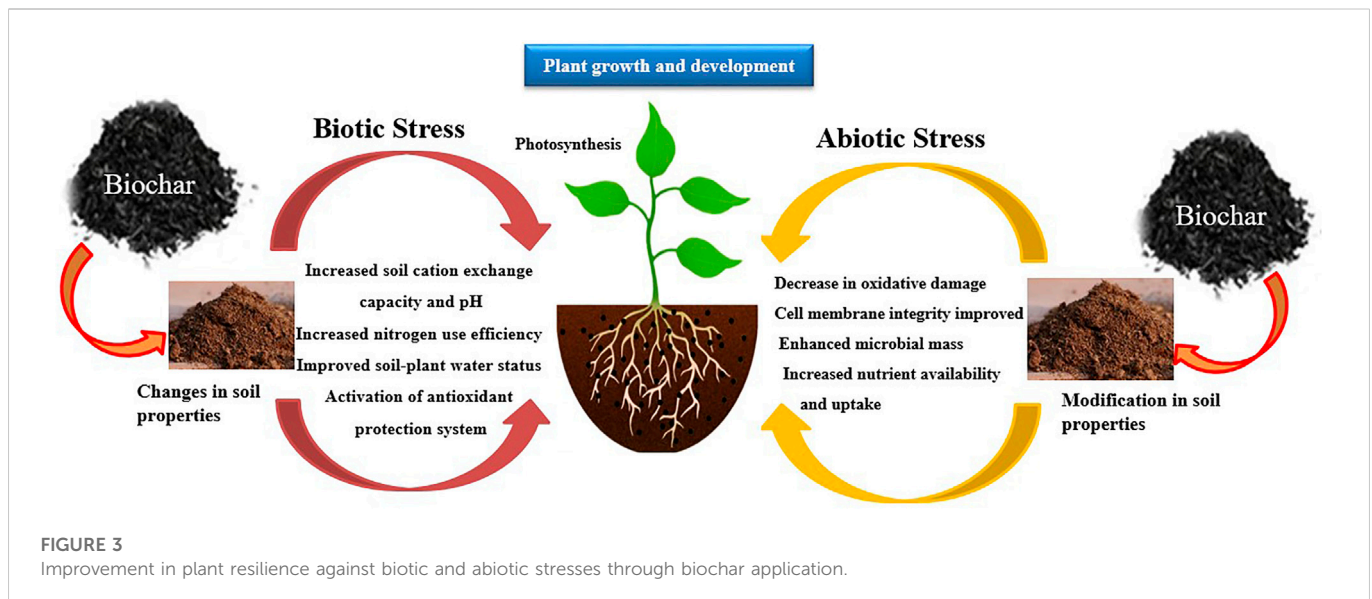 Plant growth and development
Biotic Stress
Photosynthesis
Abiotic Stress
Biochar
Biochar
Increased soil cation exchange
capacity and pH
Increased nitrogen use efficiency
Improved soil-plant water status
Activation of antioxidant
protection system
Changes in soil
properties
Decrease in oxidative damage
Cell membrane integrity improved
Enhanced microbial mass
Increased nutrient availability
and uptake
Modification in soil
properties
FIGURE 3
Improvement in plant resilience against biotic and abiotic stresses through biochar application.